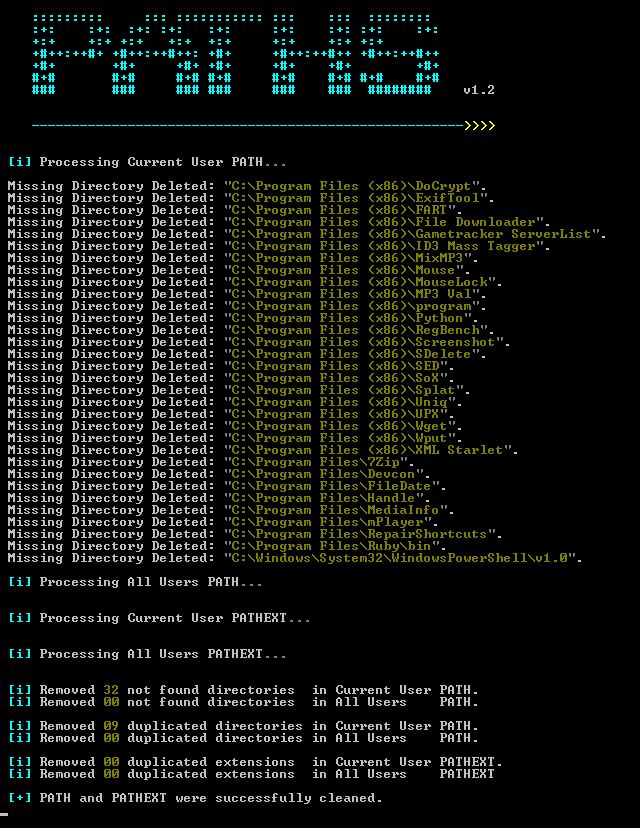 PATHS
v1.2
>>>>
[i] Processing Current User PATH...
Missing Directory Deleted: "C:\Program Files (x86)\DoCrypt".
Missing Directory Deleted: "C:\Program Files (x86)\ExifTool".
Missing Directory Deleted: "C:\Program Files (x86)\FART".
Missing Directory Deleted: "C:\Program Files (x86)\File Downloader".
Missing Directory Deleted: "C:\Program Files (x86)\Gametracker ServerList".
Missing Directory Deleted: "C:\Program Files (x86)\ID3 Mass Tagger".
Missing Directory Deleted: "C:\Program Files (x86)\MixMP3".
Missing Directory Deleted: "C:\Program Files (x86)\Mouse".
Missing Directory Deleted: "C:\Program Files (x86)\MouseLock".
Missing Directory Deleted: "C:\Program Files (x86)\MP3 Val".
Missing Directory Deleted: "C:\Program Files (x86)\program".
Missing Directory Deleted: "C:\Program Files (x86)\Python".
Missing Directory Deleted: "C:\Program Files (x86)\RegBench".
Missing Directory Deleted: "C:\Program Files (x86)\Screenshot".
Missing Directory Deleted: "C:\Program Files (x86)\SDelete".
Missing Directory Deleted: "C:\Program Files (x86)\SED".
Missing Directory Deleted: "C:\Program Files (x86)\SoX".
Missing Directory Deleted: "C:\Program Files (x86)\Splat".
Missing Directory Deleted: "C:\Program Files (x86)\Uniq".
Missing Directory Deleted: "C:\Program Files (x86)\UPX".
Missing Directory Deleted: "C:\Program Files (x86)\Wget".
Missing Directory Deleted: "C:\Program Files (x86)\Wput".
Missing Directory Deleted: "C:\Program Files (x86)\XML Starlet".
Missing Directory Deleted: "C:\Program Files\7Zip".
Missing Directory Deleted: "C:\Program Files\Devcon".
Missing Directory Deleted: "C:\Program Files\FileDate".
Missing Directory Deleted: "C:\Program Files\Handle".
Missing Directory Deleted: "C:\Program Files\MediaInfo".
Missing Directory Deleted: "C:\Program Files\mPlayer".
Missing Directory Deleted: "C:\Program Files\RepairShortcuts".
Missing Directory Deleted: "C:\Program Files\Ruby\bin".
Missing Directory Deleted: "C:\Windows\System32\WindowsPowerShell\v1.0".
[i] Processing All Users PATH...
[i] Processing Current User PATHEXT...
[i] Processing All Users PATHEXT...
[i] Removed 32 not found directories  in Current User PATH.
[i] Removed 00 not found directories  in All Users    PATH.
[i] Removed 09 duplicated directories in Current User PATH.
[i] Removed 00 duplicated directories in All Users    PATH.
[i] Removed 00 duplicated extensions  in Current User PATHEXT.
[i] Removed 00 duplicated extensions  in All Users    PATHEXT
[+] PATH and PATHEXT were successfully cleaned.